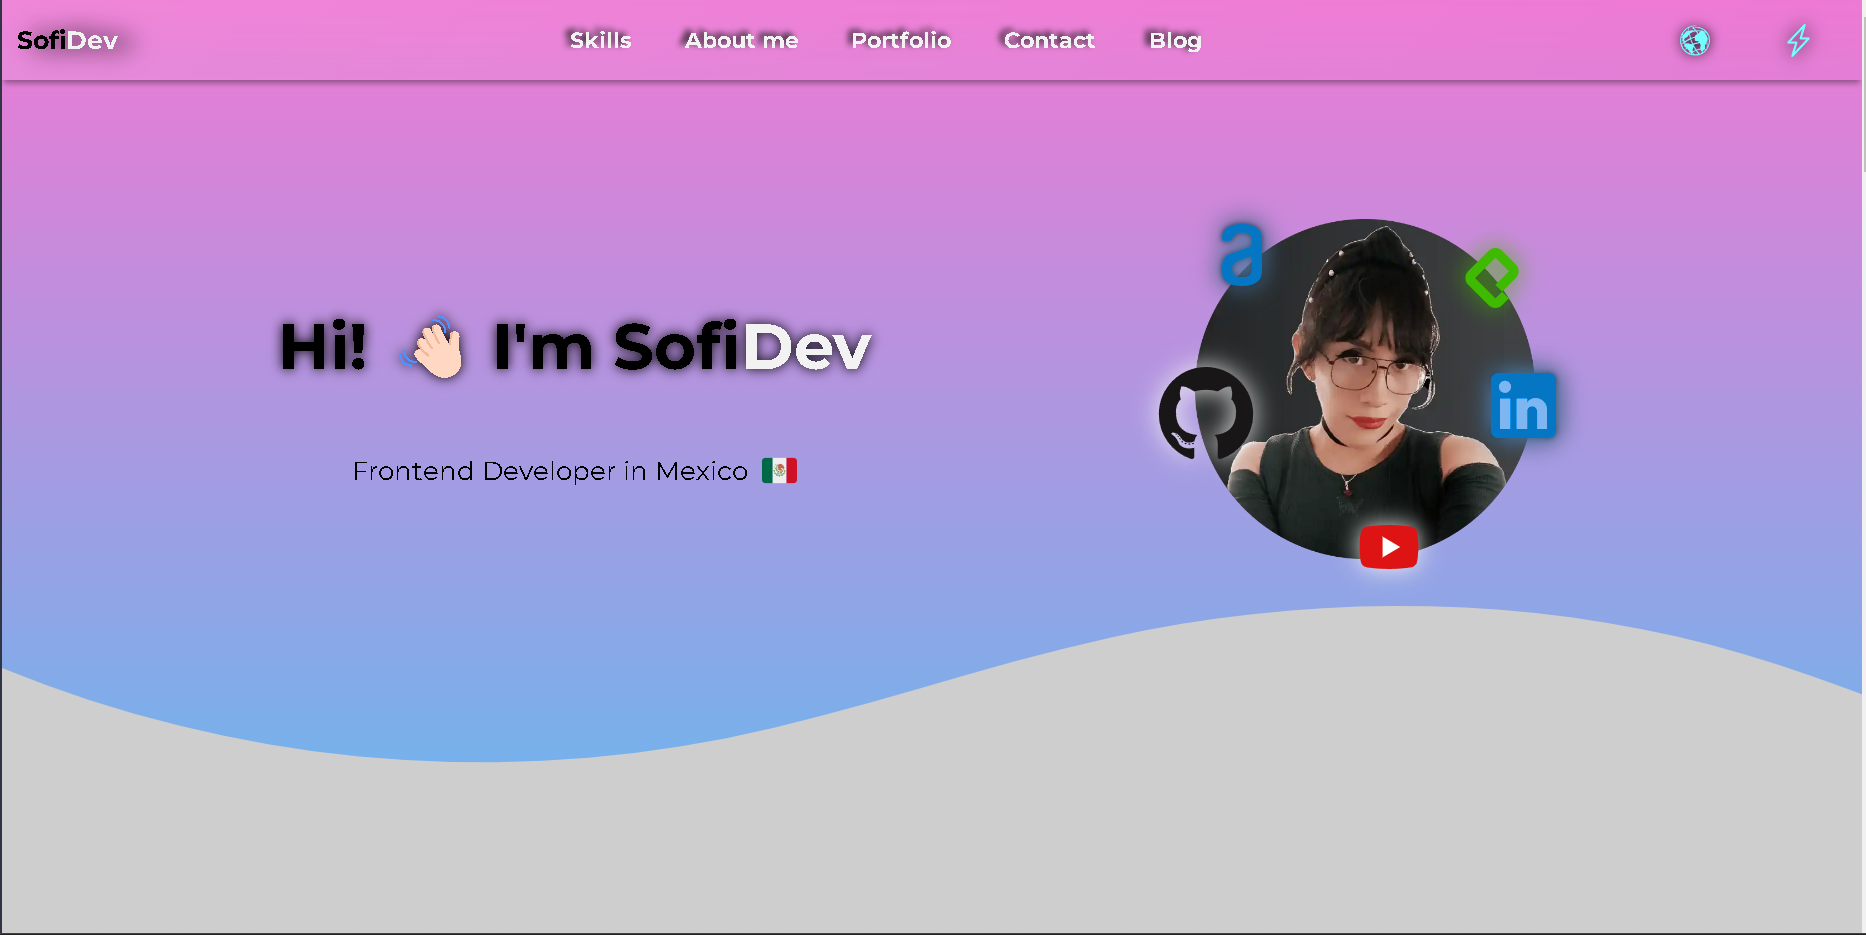 SofiDev
Skills About me Portfolio Contact Blog
Hi! 👋🏻 I'm SofiDev
Frontend Developer in Mexico 🇲🇽
a
in